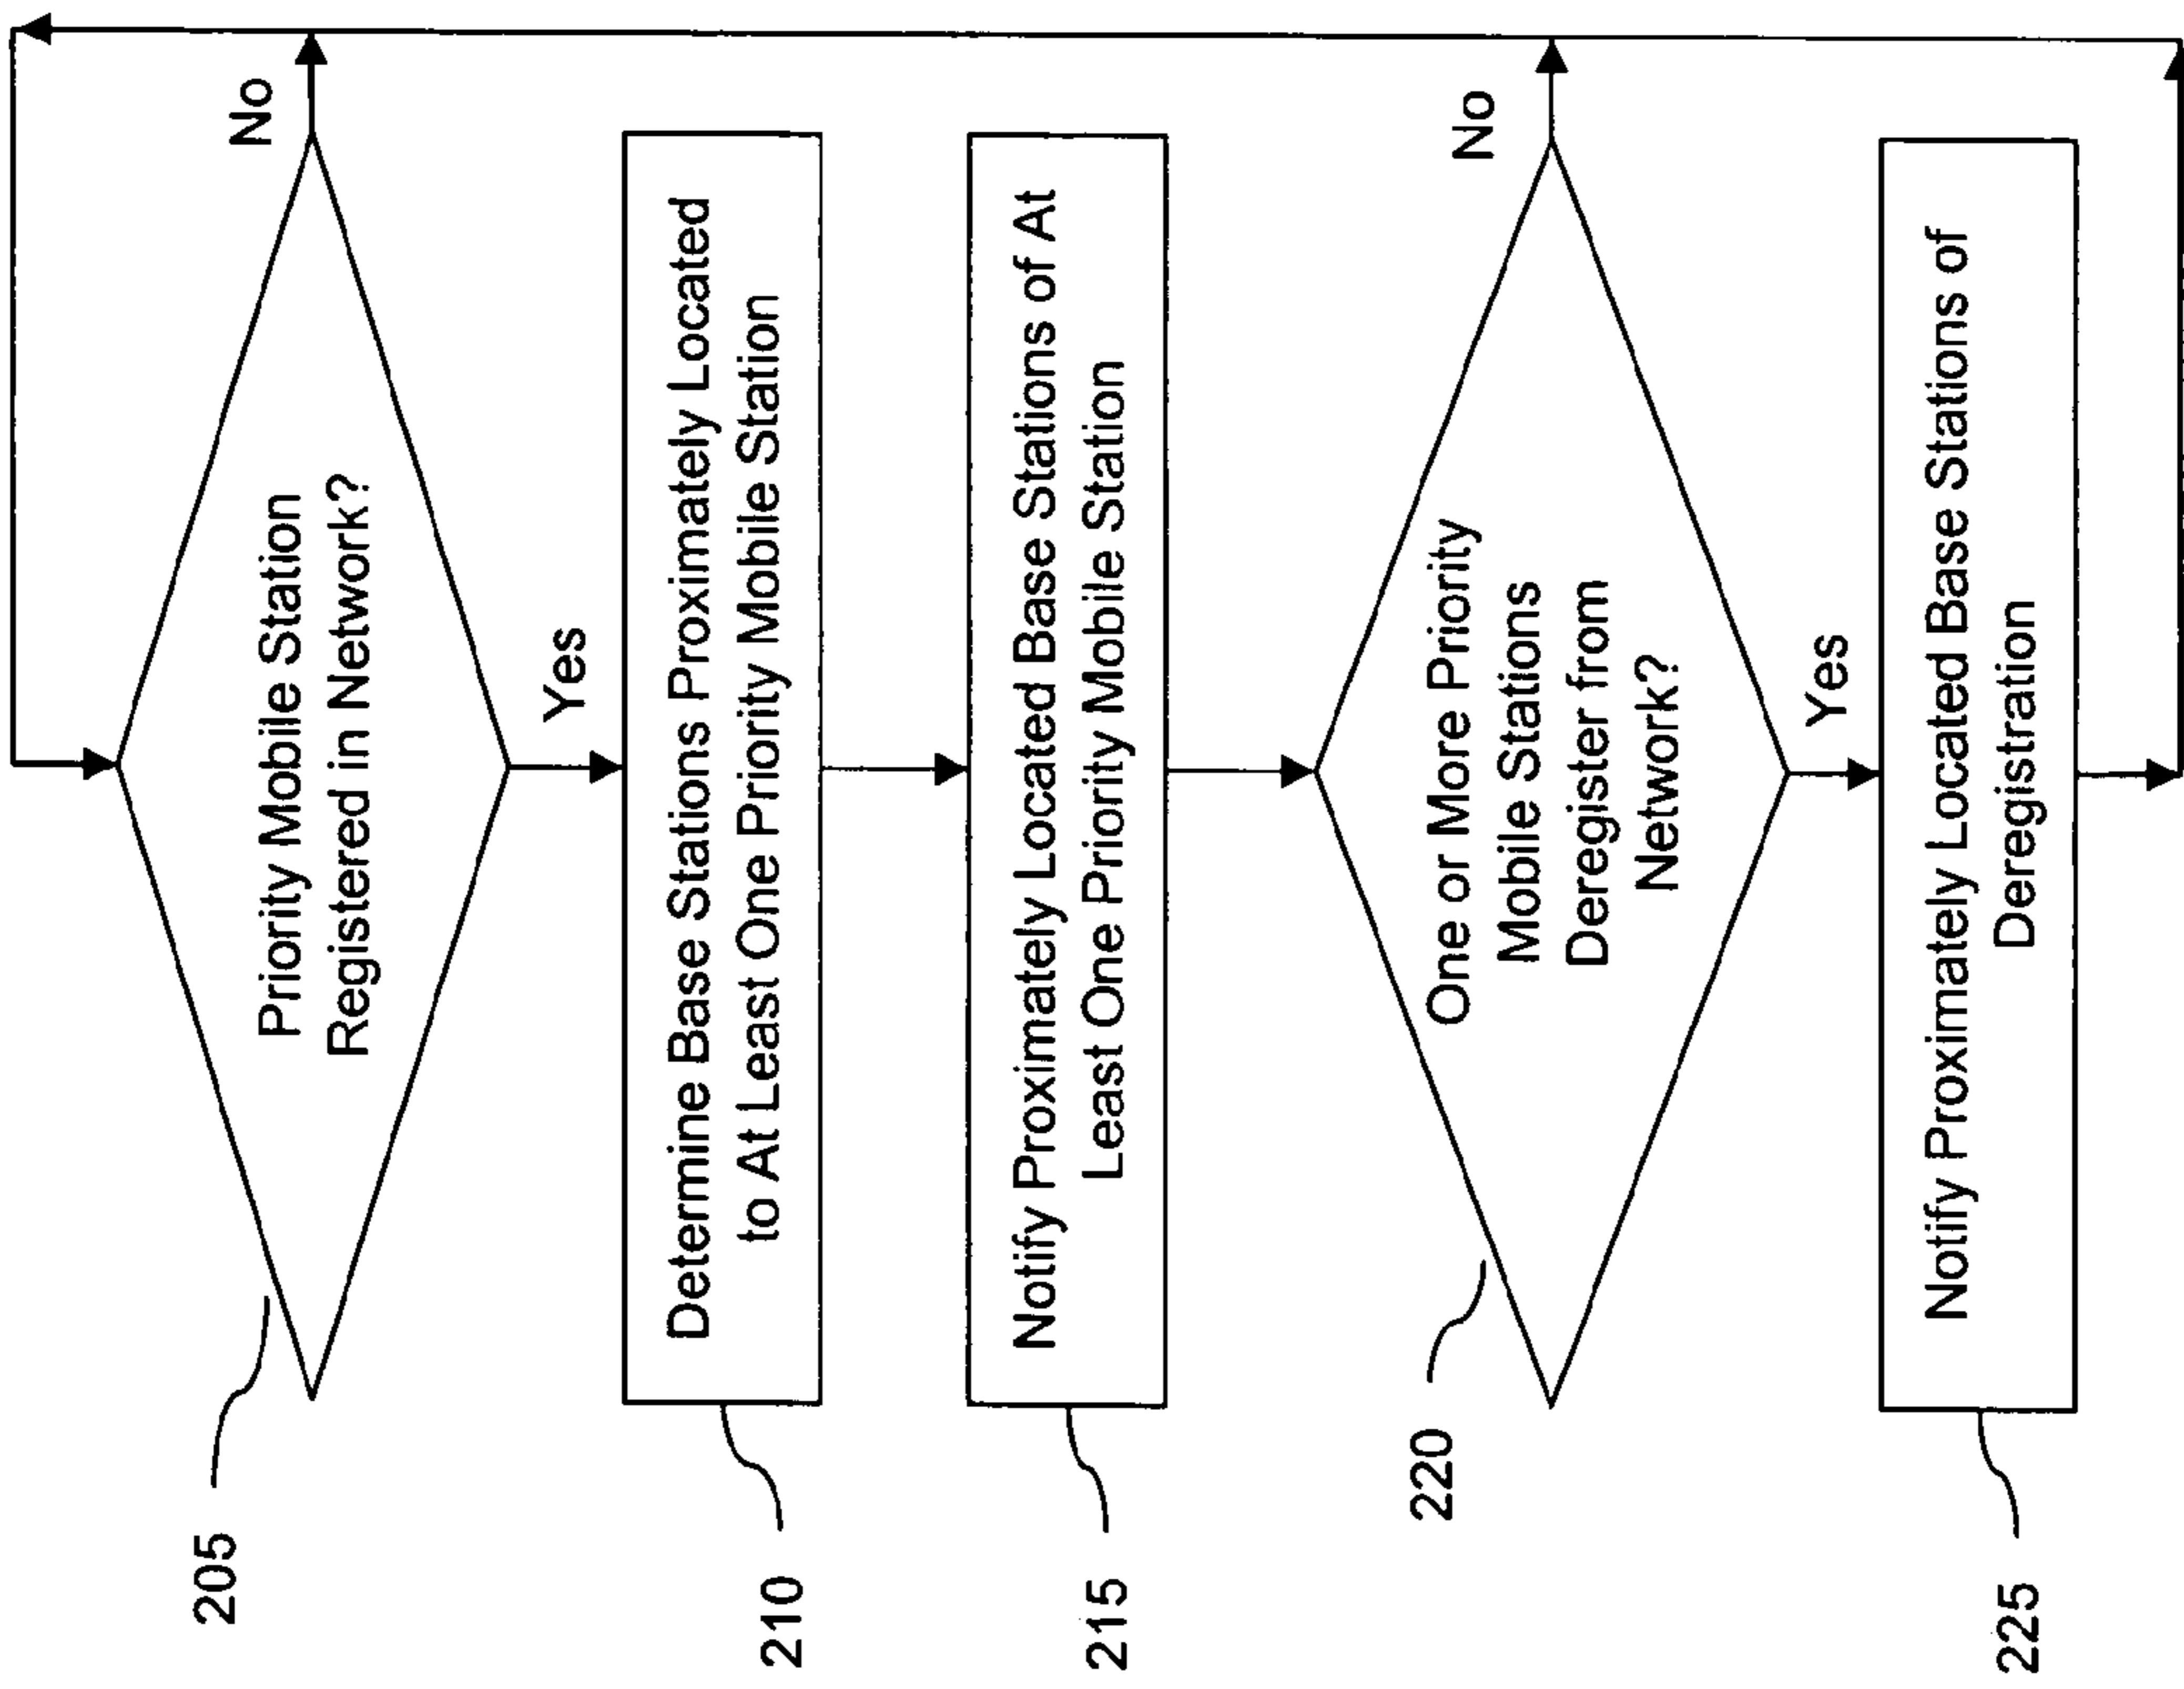 205
Priority Mobile Station
Registered in Network?
No
Yes
210
Determine Base Stations Proximately Located
to At Least One Priority Mobile Station
215
Notify Proximately Located Base Stations of At
Least One Priority Mobile Station
220
One or More Priority
Mobile Stations
Deregister from
Network?
No
Yes
225
Notify Proximately Located Base Stations of
Deregistration